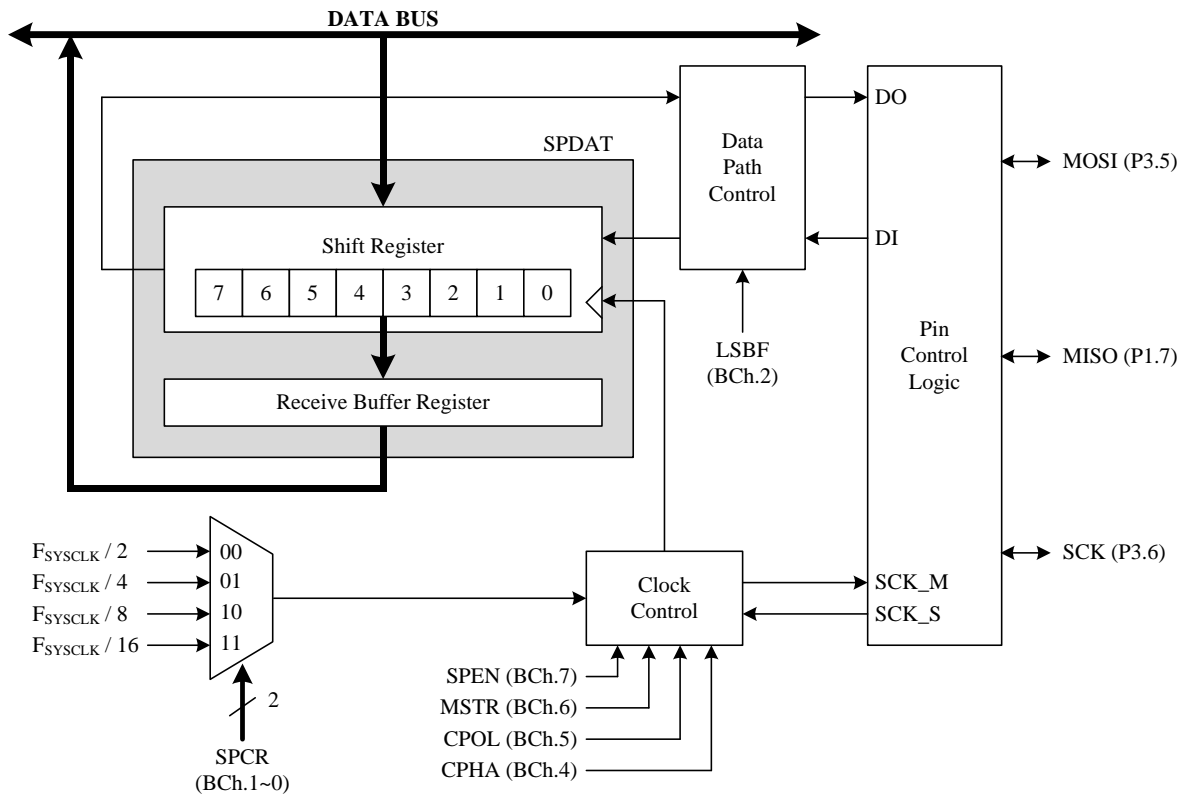 DATA BUS
SPDAT
Shift Register
7 6 5 4 3 2 1 0
Receive Buffer Register
Data
Path
Control
LSBF
(BCh.2)
DO
DI
Pin
Control
Logic
SCK_M
SCK_S
MOSI (P3.5)
MISO (P1.7)
SCK (P3.6)
FSYSCLK / 2
FSYSCLK / 4
FSYSCLK / 8
FSYSCLK / 16
00
01
10
11
2
SPCR
(BCh.1~0)
Clock
Control
SPEN (BCh.7)
MSTR (BCh.6)
CPOL (BCh.5)
CPHA (BCh.4)